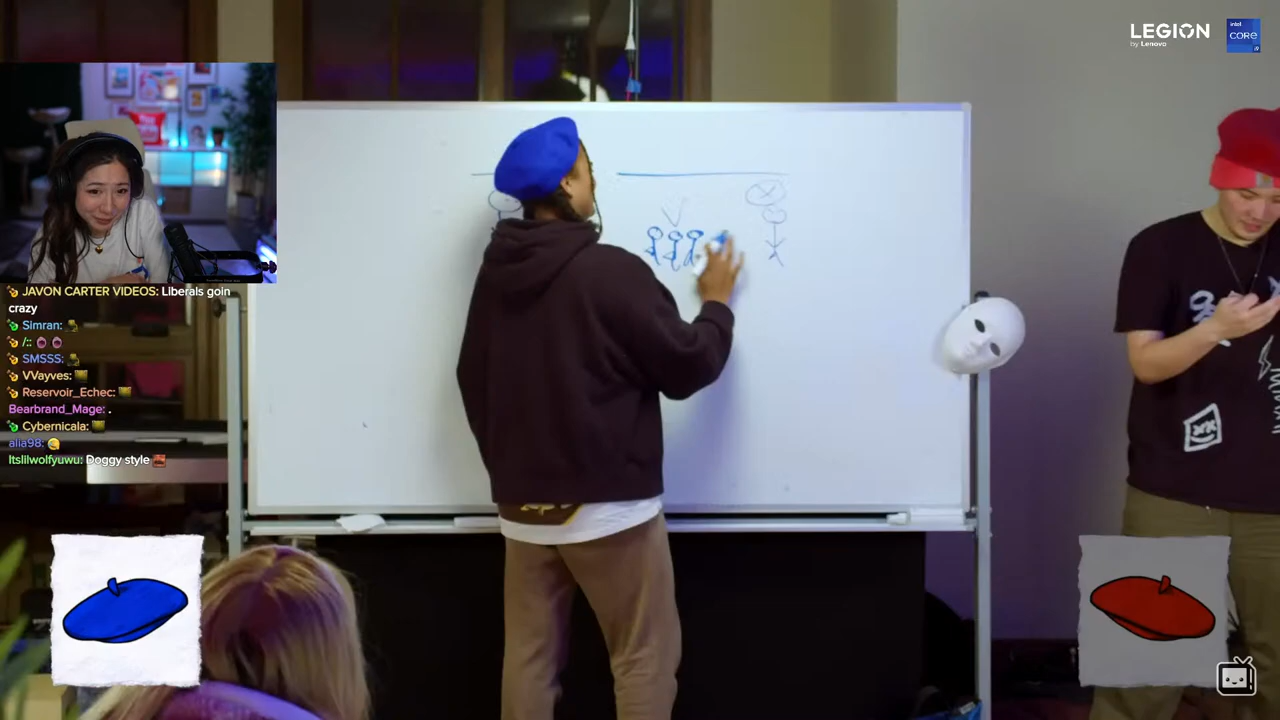 LEGION
by Lenovo
intel
CORE
i9
JAVON CARTER VIDEOS: Liberals goin
crazy
Simran:
/::
SMSSS:
VVayves:
Reservoir_Echec:
Bearbrand_Mage: .
Cybernicala:
alia98:
Itslilwolfyuwu: Doggy style